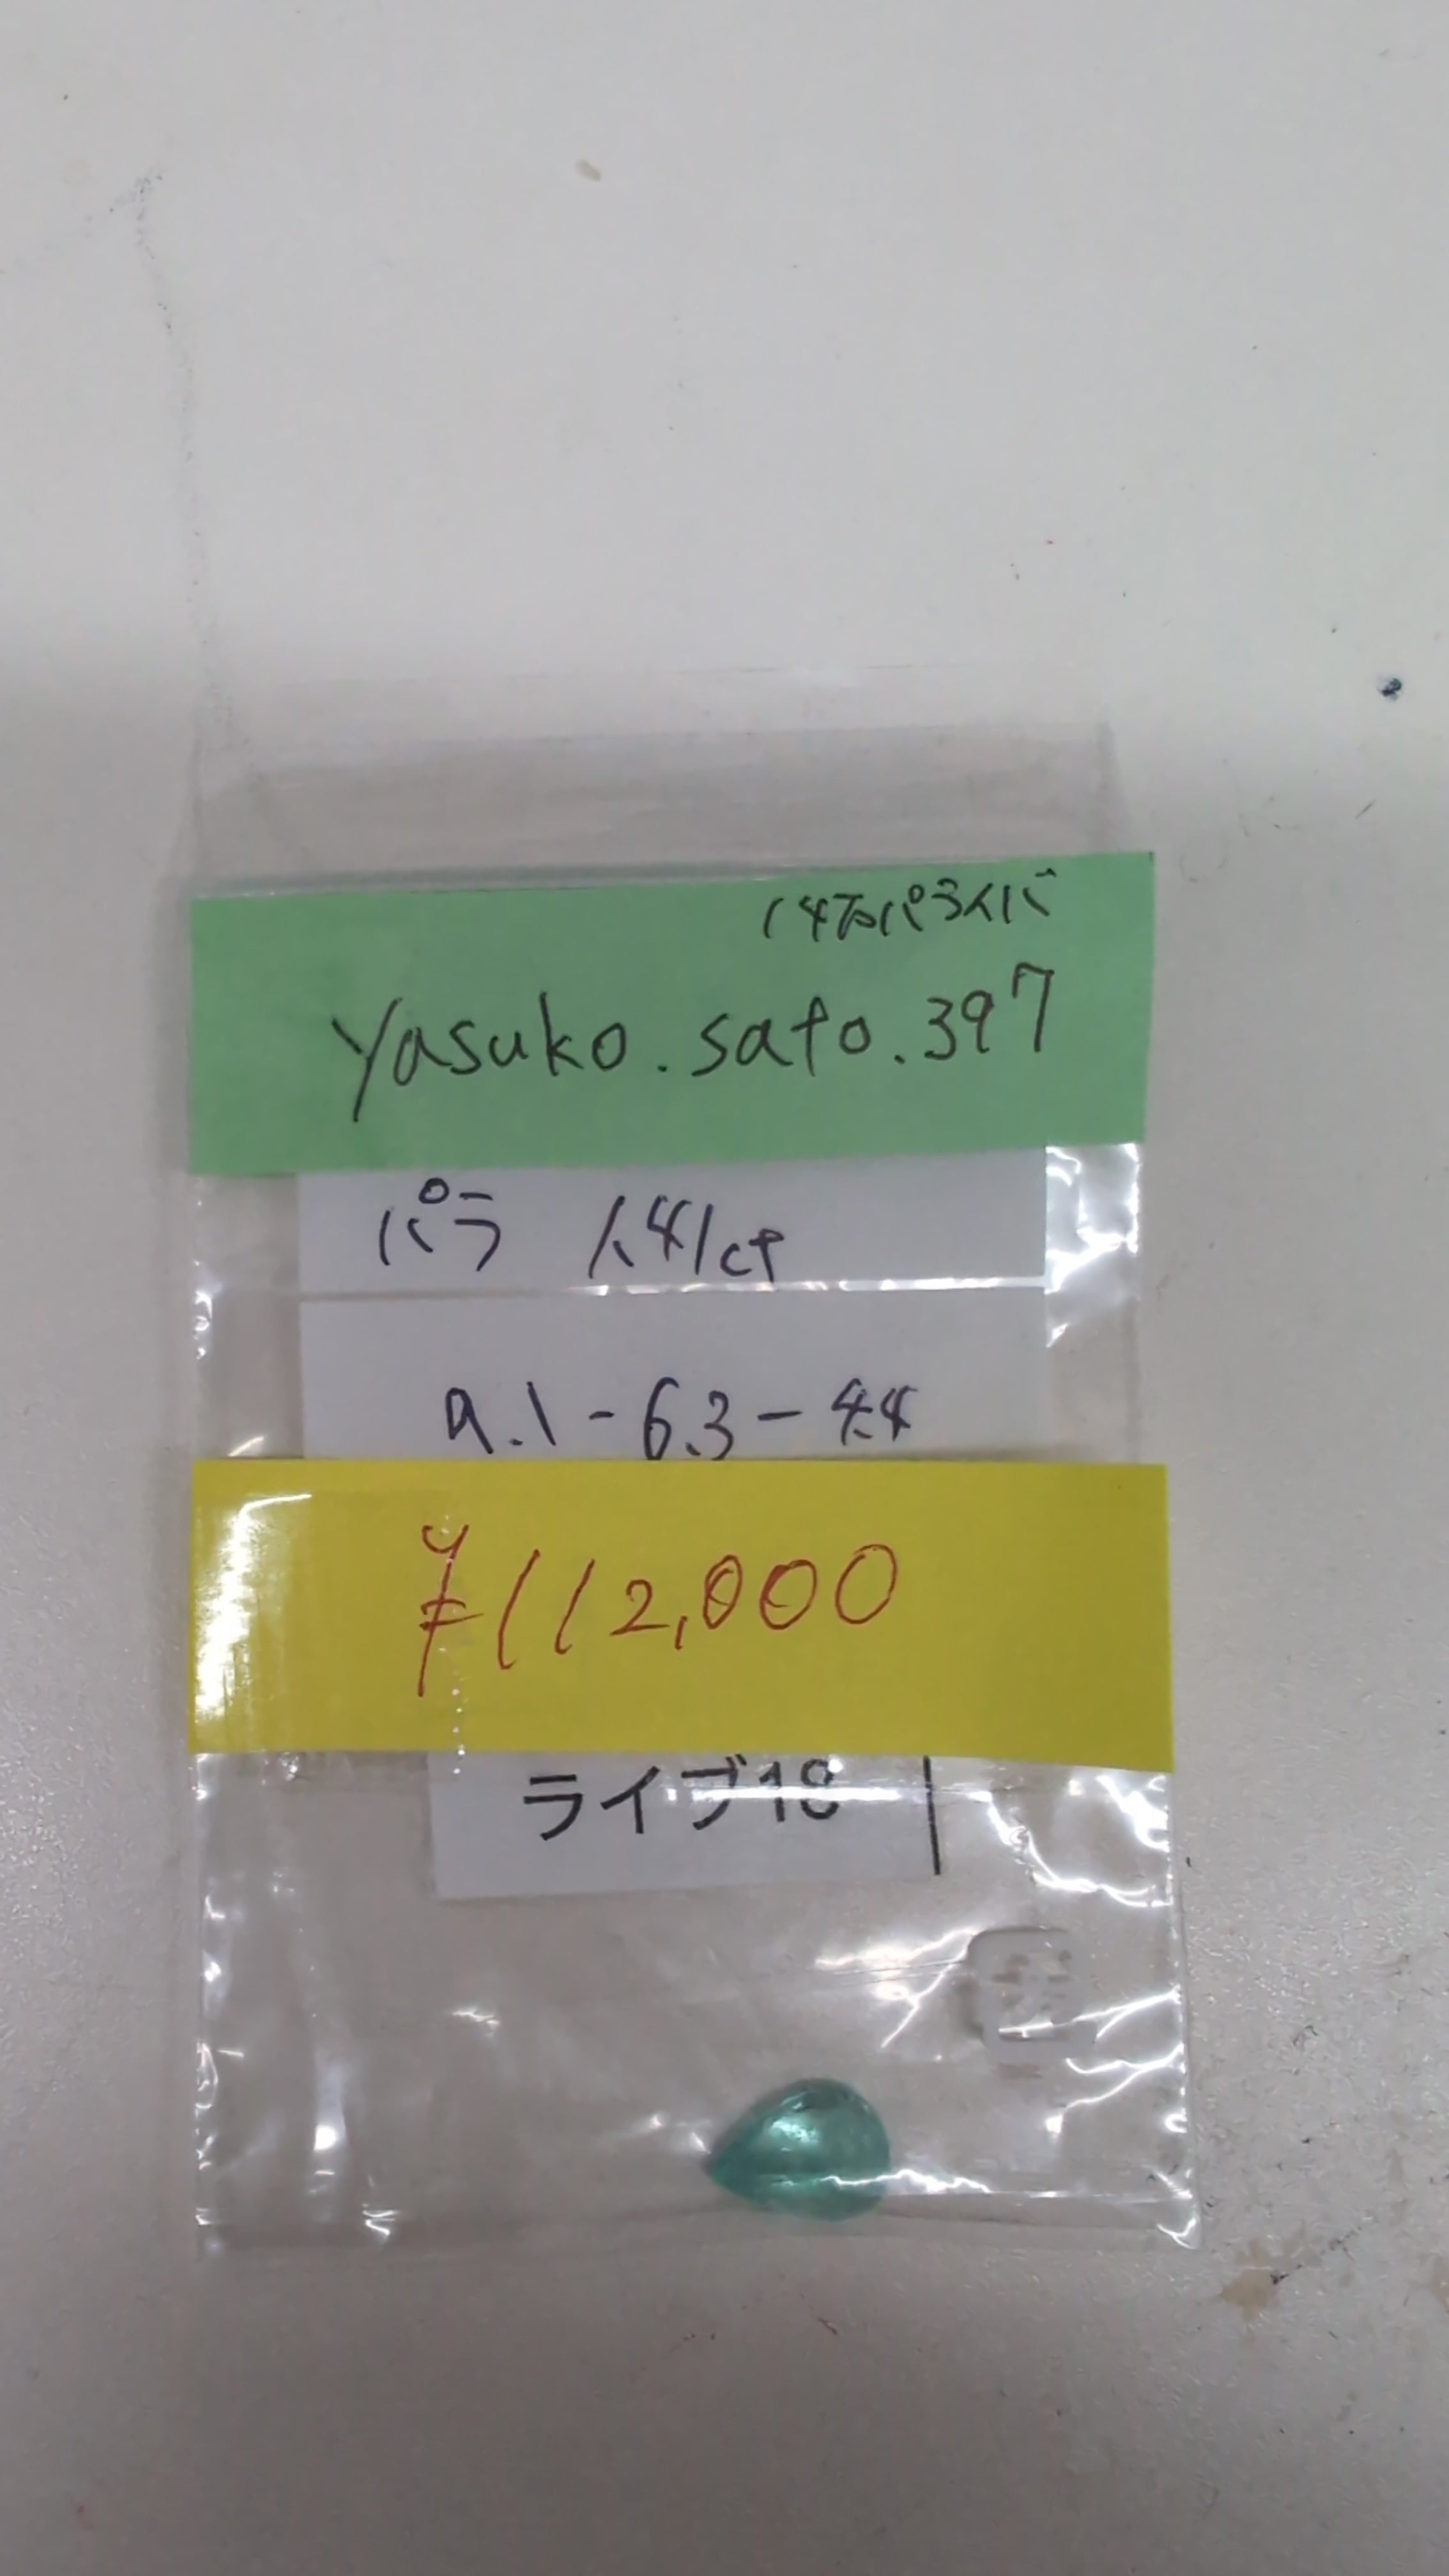 14万パライバ
yasuko.sato.397
パラ 1.41ct
9.1-6.3-4.4
¥112,000
ライブ18